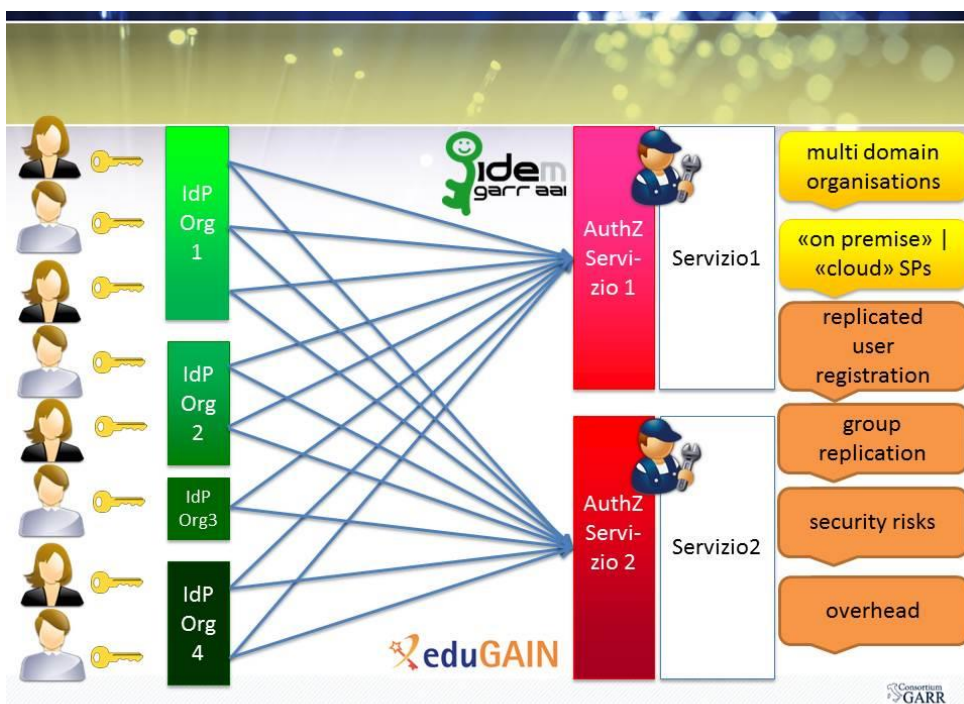 IdP
Org
1
IdP
Org
2
IdP
Org3
IdP
Org
4
idem
garr aai
AuthZ
Servi-
zio 1
Servizio1
AuthZ
Servi-
zio 2
Servizio2
multi domain
organisations
«on premise» |
«cloud» SPs
replicated
user
registration
group
replication
security risks
overhead
eduGAIN
Consortium
GARR